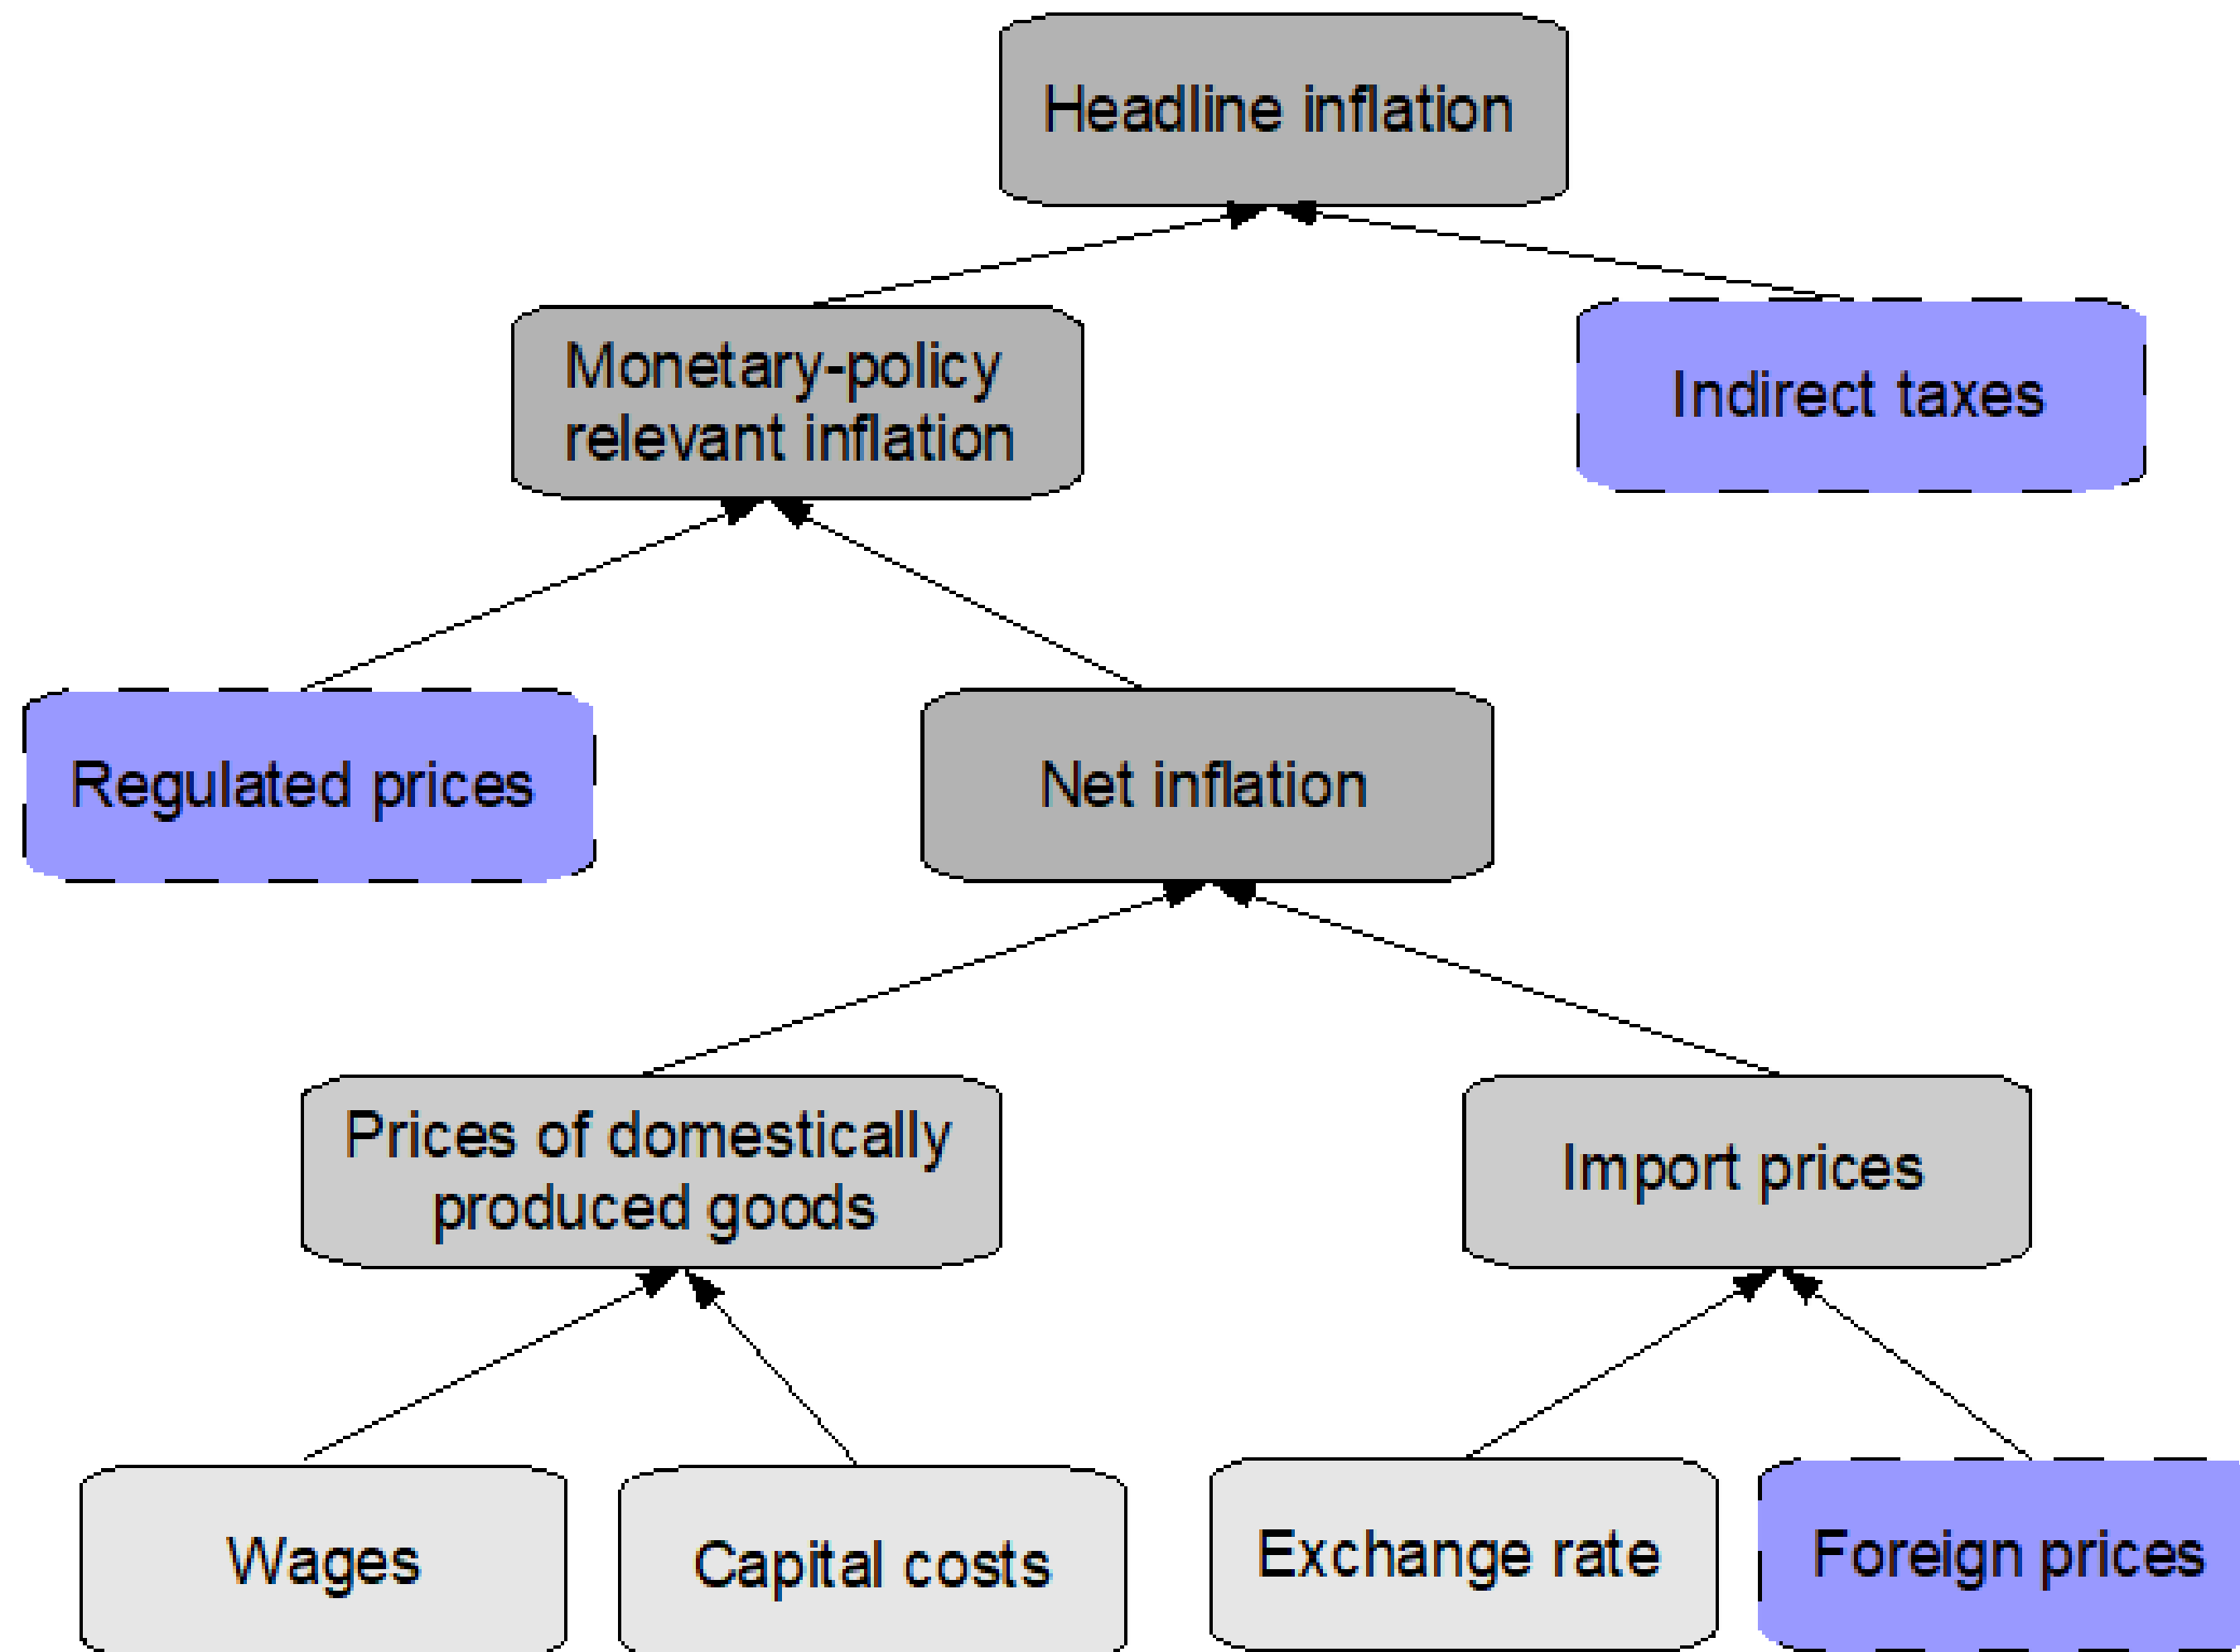 Headline inflation
Monetary-policy
relevant inflation
Indirect taxes
Regulated prices
Net inflation
Prices of domestically
produced goods
Import prices
Wages
Capital costs
Exchange rate
Foreign prices